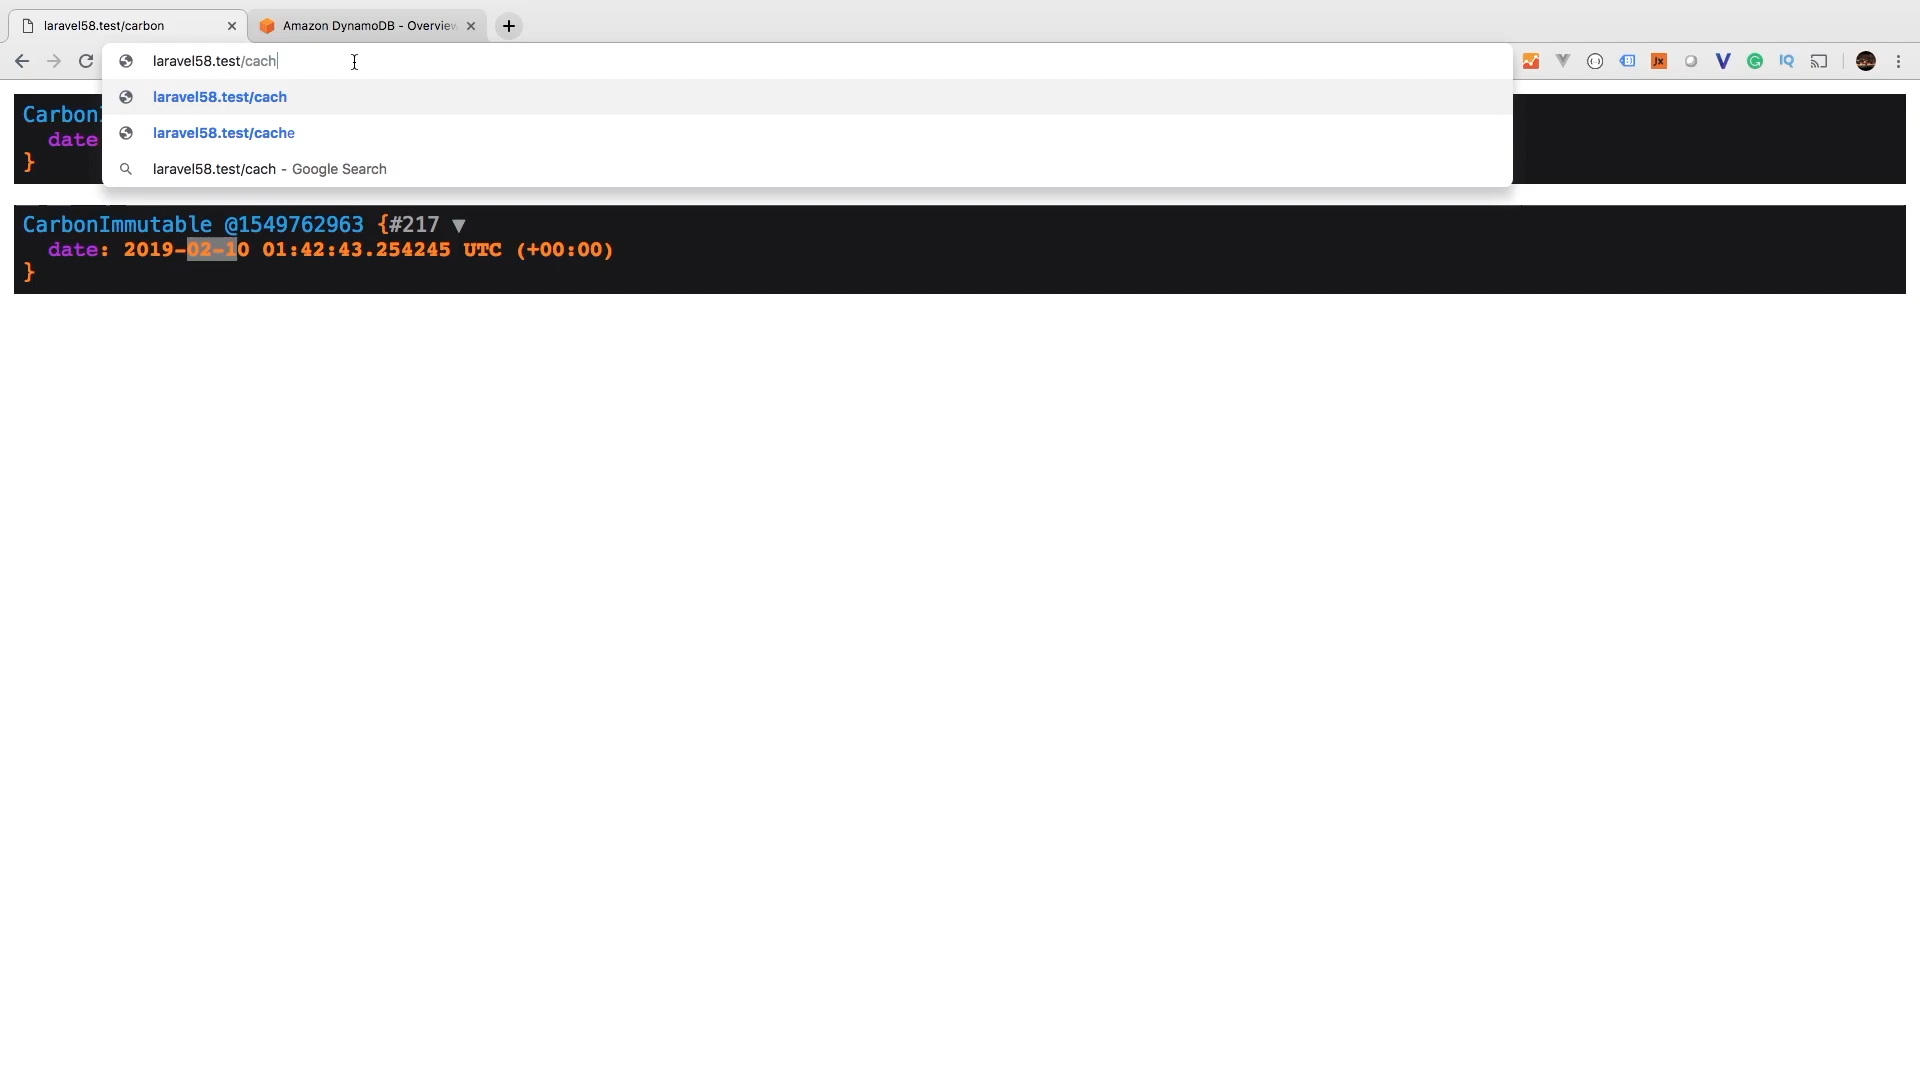 laravel58.test/carbon
Amazon DynamoDB - Overview
laravel58.test/cach
laravel58.test/cach
laravel58.test/cache
laravel58.test/cach - Google Search
CarbonI
date
}
CarbonImmutable @1549762963 {#217 ▼
date: 2019-02-10 01:42:43.254245 UTC (+00:00)
}